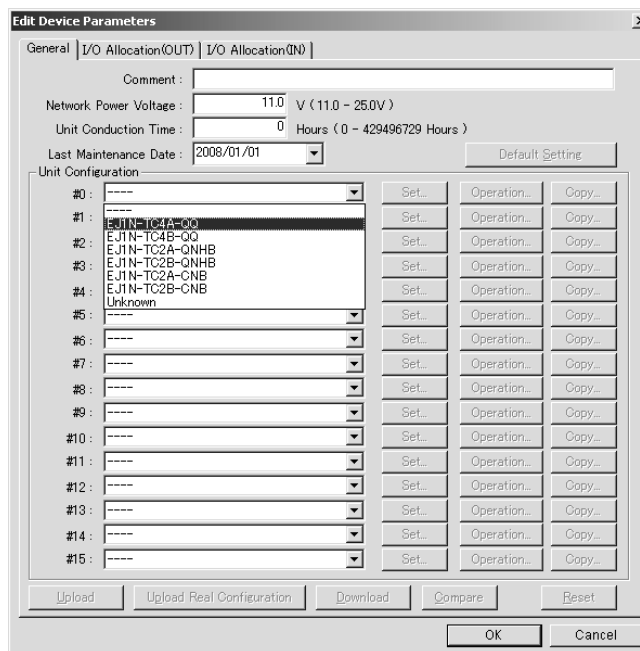 Edit Device Parameters
General I/O Allocation(OUT) I/O Allocation(IN)
Comment :
Network Power Voltage : 11.0 V ( 11.0 - 25.0V )
Unit Conduction Time : 0 Hours ( 0 - 429496729 Hours )
Last Maintenance Date : 2008/01/01 Default Setting
Unit Configuration
#0 : ---- Set... Operation... Copy...
----
#1 : Set... Operation... Copy...
EJ1N-TC4A-QQ
EJ1N-TC4B-QQ
#2 : Set... Operation... Copy...
EJ1N-TC2A-QNHB
EJ1N-TC2B-QNHB
#3 : Set... Operation... Copy...
EJ1N-TC2A-CNB
EJ1N-TC2B-CNB
#4 : Set... Operation... Copy...
Unknown
#5 : ---- Set... Operation... Copy...
#6 : ---- Set... Operation... Copy...
#7 : ---- Set... Operation... Copy...
#8 : ---- Set... Operation... Copy...
#9 : ---- Set... Operation... Copy...
#10 : ---- Set... Operation... Copy...
#11 : ---- Set... Operation... Copy...
#12 : ---- Set... Operation... Copy...
#13 : ---- Set... Operation... Copy...
#14 : ---- Set... Operation... Copy...
#15 : ---- Set... Operation... Copy...
Upload Upload Real Configuration Download Compare Reset
OK Cancel